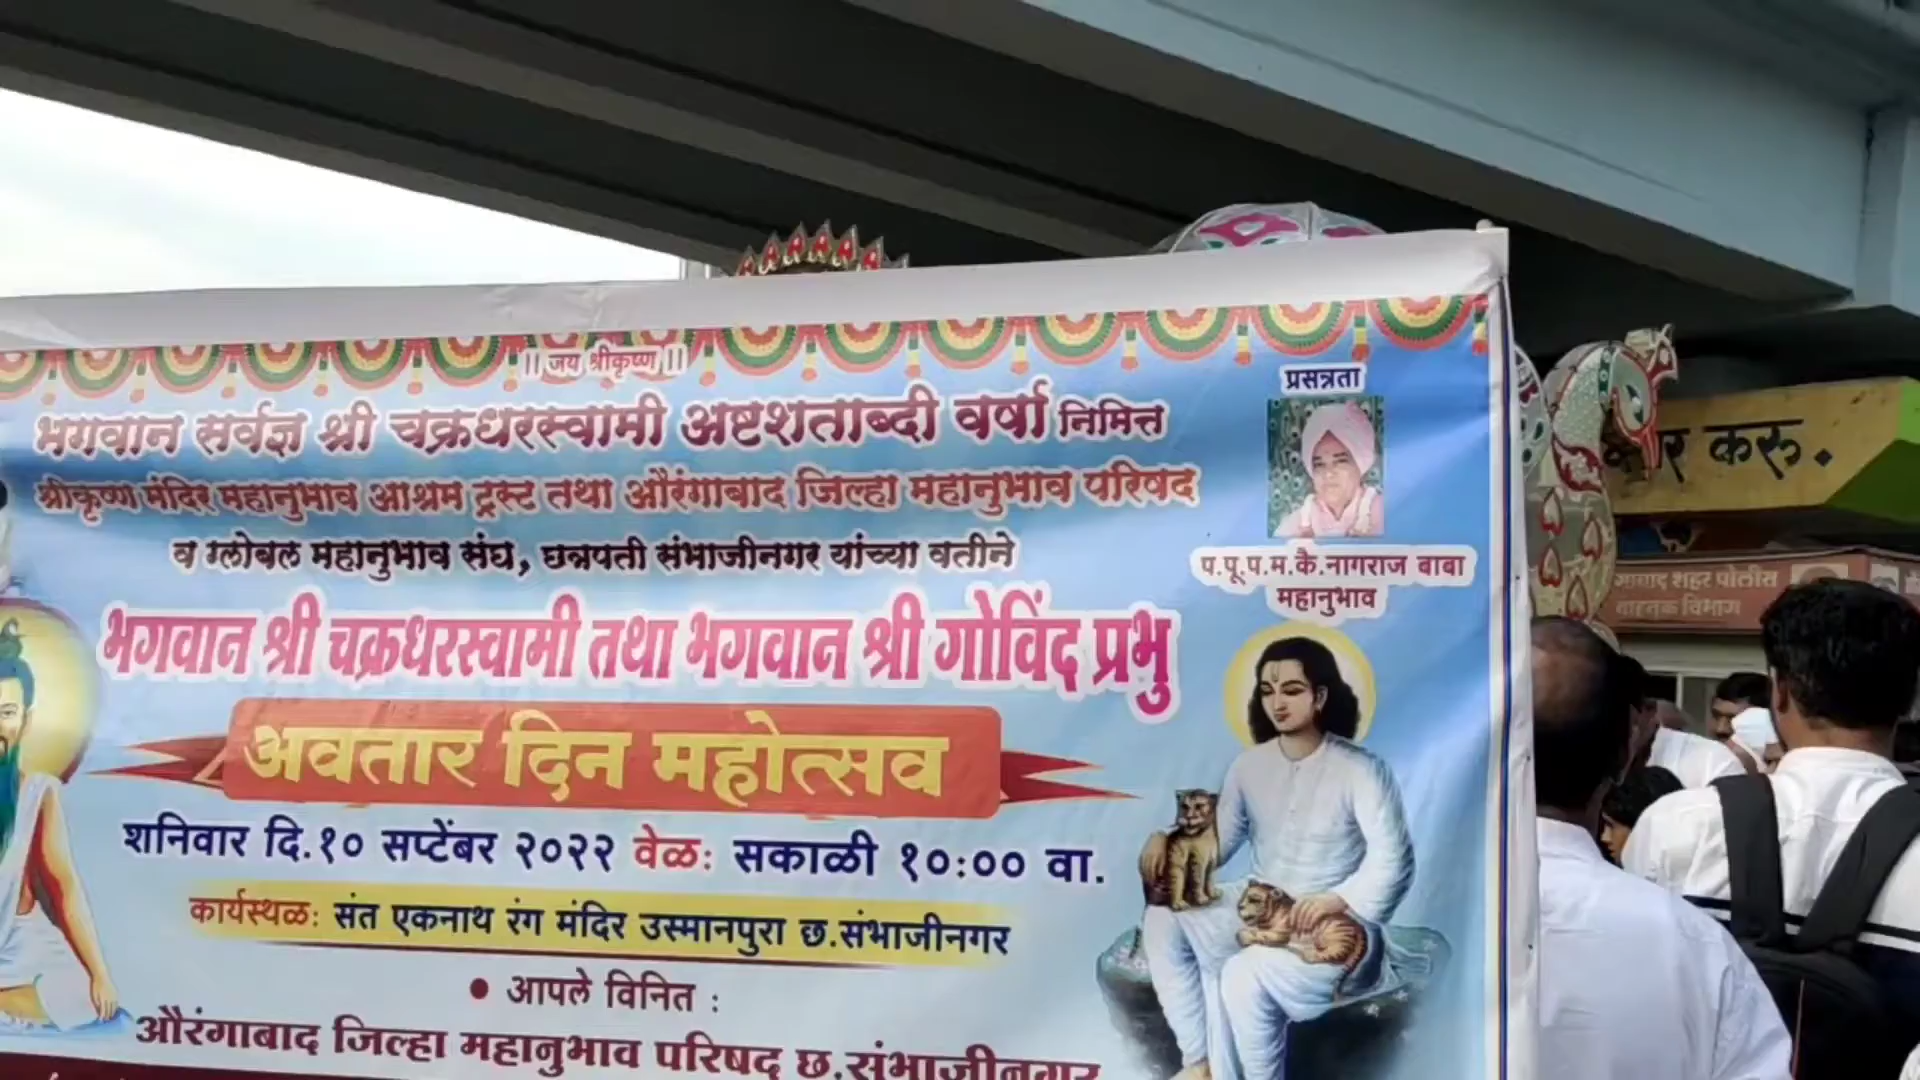 || जय श्रीकृष्ण ||
भगवान सर्वज्ञ श्री चक्रधरस्वामी अष्टशताब्दी वर्षा निमित्त
श्रीकृष्ण मंदिर महानुभाव आश्रम ट्रस्ट तथा औरंगाबाद जिल्हा महानुभाव परिषद
व ग्लोबल महानुभाव संघ, छत्रपती संभाजीनगर यांच्या वतीने
भगवान श्री चक्रधरस्वामी तथा भगवान श्री गोविंद प्रभु
अवतार दिन महोत्सव
शनिवार दि.१० सप्टेंबर २०२२ वेळ: सकाळी १०:०० वा.
कार्यस्थळ: संत एकनाथ रंग मंदिर उस्मानपुरा छ.संभाजीनगर
• आपले विनित :
औरंगाबाद जिल्हा महानुभाव परिषद छ.संभाजीनगर
प्रसन्नता
प.पू.प.म.कै.नागराज बाबा
महानुभाव
करू.
शहर पोलीस
विभाग